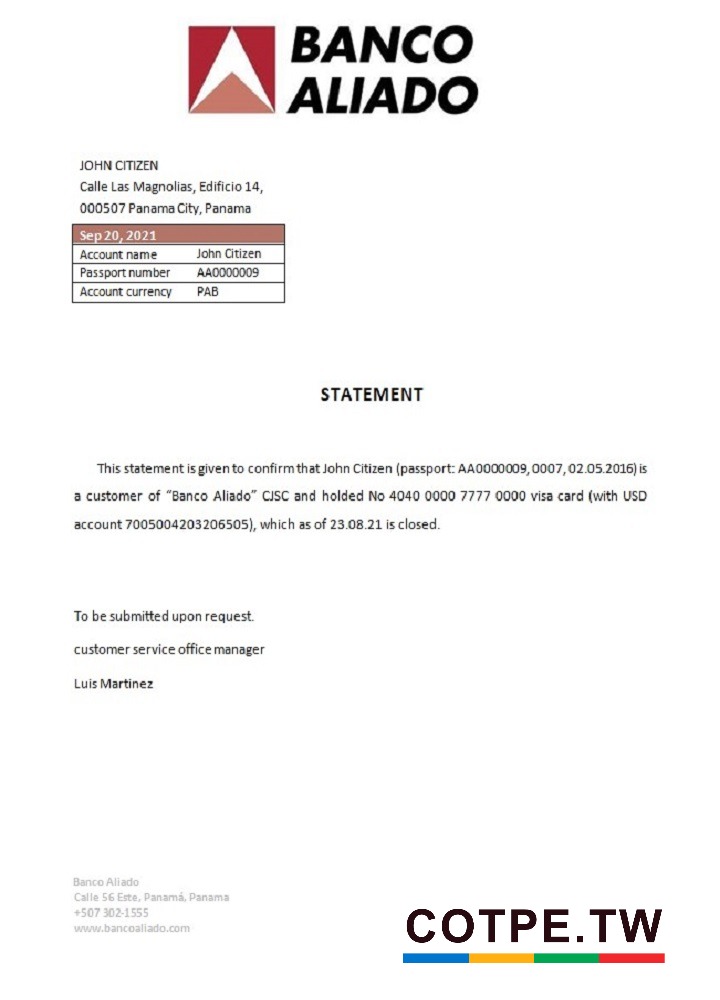 BANCO
ALIADO
JOHN CITIZEN
Calle Las Magnolias, Edificio 14,
000507 Panama City, Panama
Sep 20, 2021
Account name John Citizen
Passport number AA0000009
Account currency PAB
STATEMENT
This statement is given to confirm that John Citizen (passport: AA0000009, 0007, 02.05.2016) is
a customer of “Banco Aliado” CJSC and holded No 4040 0000 7777 0000 visa card (with USD
account 7005004203206505), which as of 23.08.21 is closed.
To be submitted upon request.
customer service office manager
Luis Martinez
Banco Aliado
Calle 56 Este, Panamá, Panama
+507 302-1555
www.bancoaliado.com
COTPE.TW